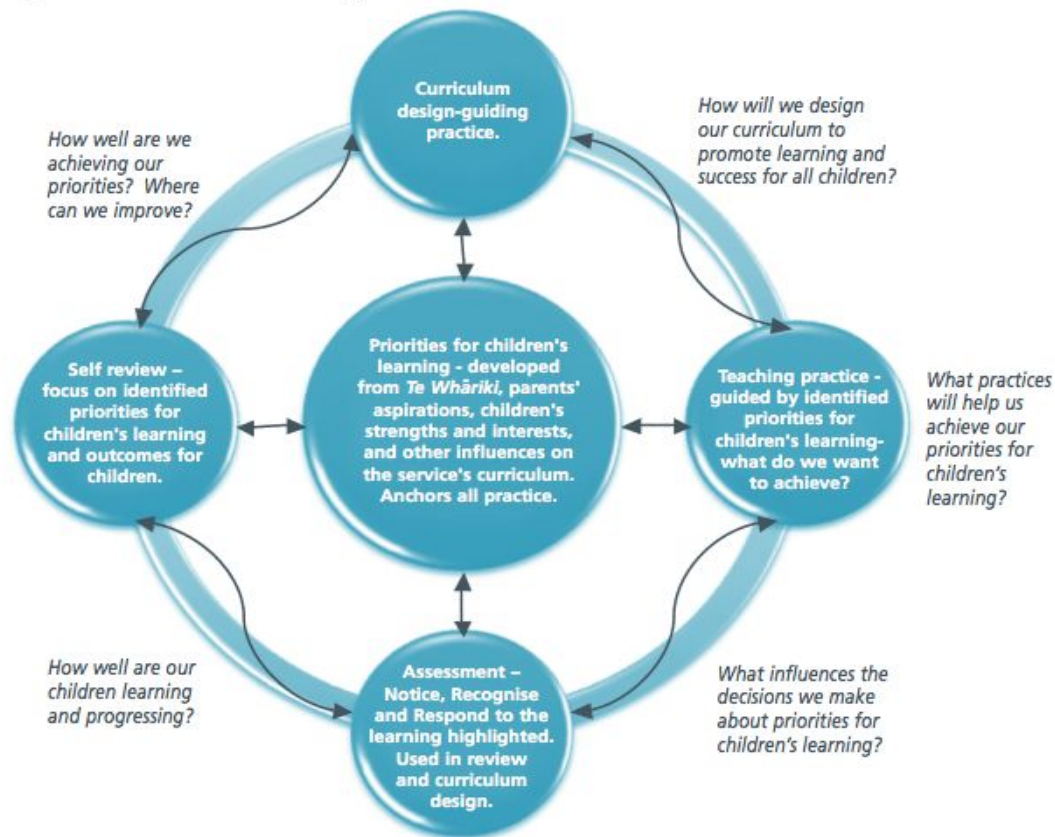 Curriculum
design-guiding
practice.
How well are we
achieving our
priorities?  Where
can we improve?
How will we design
our curriculum to
promote learning and
success for all children?
Self review –
focus on identified
priorities for
children's learning
and outcomes for
children.
Priorities for children's
learning - developed
from Te Whāriki, parents'
aspirations, children's
strengths and interests,
and other influences on
the service's curriculum.
Anchors all practice.
Teaching practice -
guided by identified
priorities for
children's learning-
what do we want
to achieve?
What practices
will help us
achieve our
priorities for
children's
learning?
How well are our
children learning
and progressing?
Assessment –
Notice, Recognise
and Respond to the
learning highlighted.
Used in review
and curriculum
design.
What influences the
decisions we make
about priorities for
children's learning?